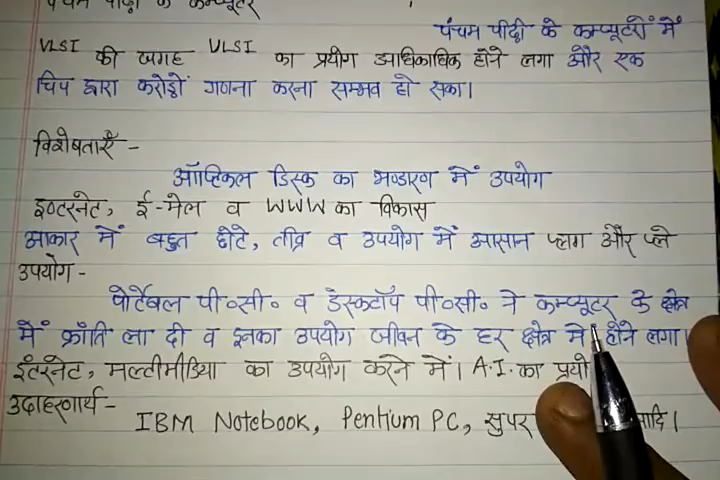 पंचम पीढ़ी के कम्प्यूटर
पंचम पीढ़ी के कम्प्यूटरों में
VLSI की जगह VLSI का प्रयोग अधिकाधिक होने लगा और एक
चिप द्वारा करोड़ों गणना करना सम्भव हो सका।
विशेषताएँ -
ऑप्टिकल डिस्क का भण्डारण में उपयोग
इण्टरनेट, ई-मेल व WWW का विकास
आकार में बहुत छोटे, तीव्र व उपयोग में आसान प्लाग और प्ले
उपयोग -
पोर्टेबल पी०सी० व डेस्कटॉप पी०सी० ने कम्प्यूटर के क्षेत्र
में क्राँति ला दी व इनका उपयोग जीवन के हर क्षेत्र में होने लगा।
इंटरनेट, मल्टीमीडिया का उपयोग करने में। A.I. का
उदाहरणार्थ -
IBM Notebook, Pentium PC, सुपर